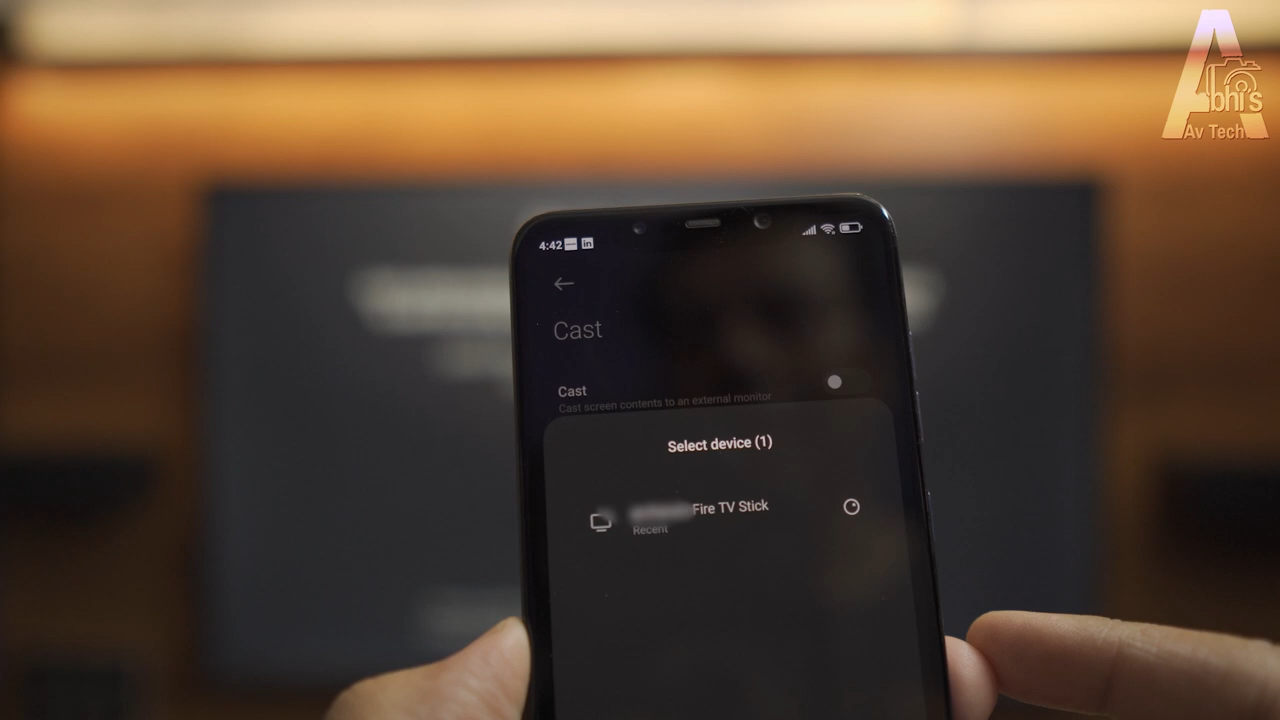 Abhi's
Av Tech
4:42
in
Cast
Cast
Cast screen contents to an external monitor
Select device (1)
Fire TV Stick
Recent